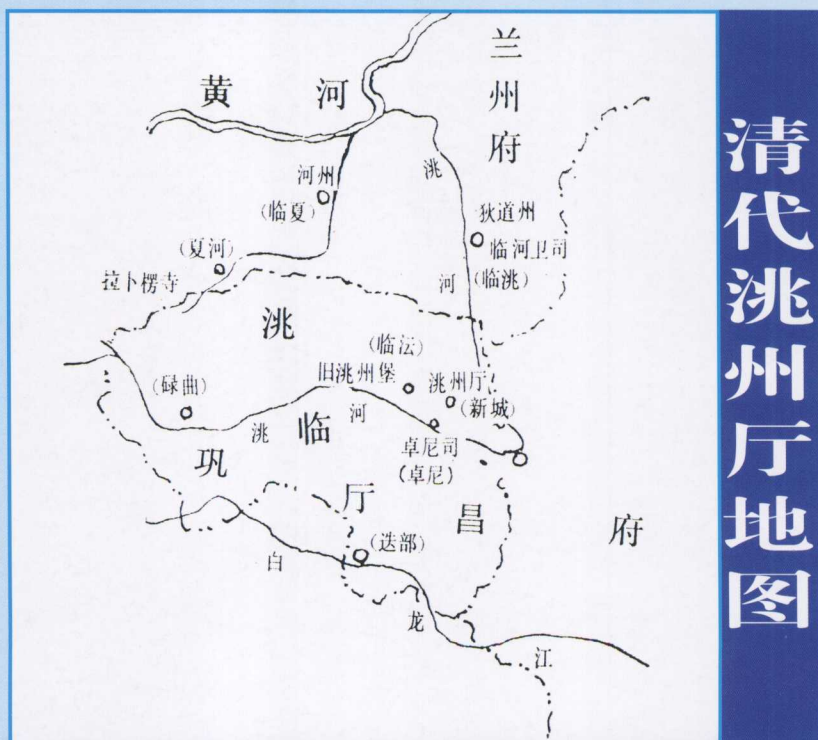 清代洮州厅地图
兰州府
黄河
河州
(临夏)
洮
狄道州
临河卫司
(临洮)
河
(夏河)
拉卜楞寺
洮
(临沄)
旧洮州堡
洮州厅
(新城)
(碌曲)
洮
临
河
卓尼司
(卓尼)
巩
厅
昌
府
(迭部)
白
龙
江